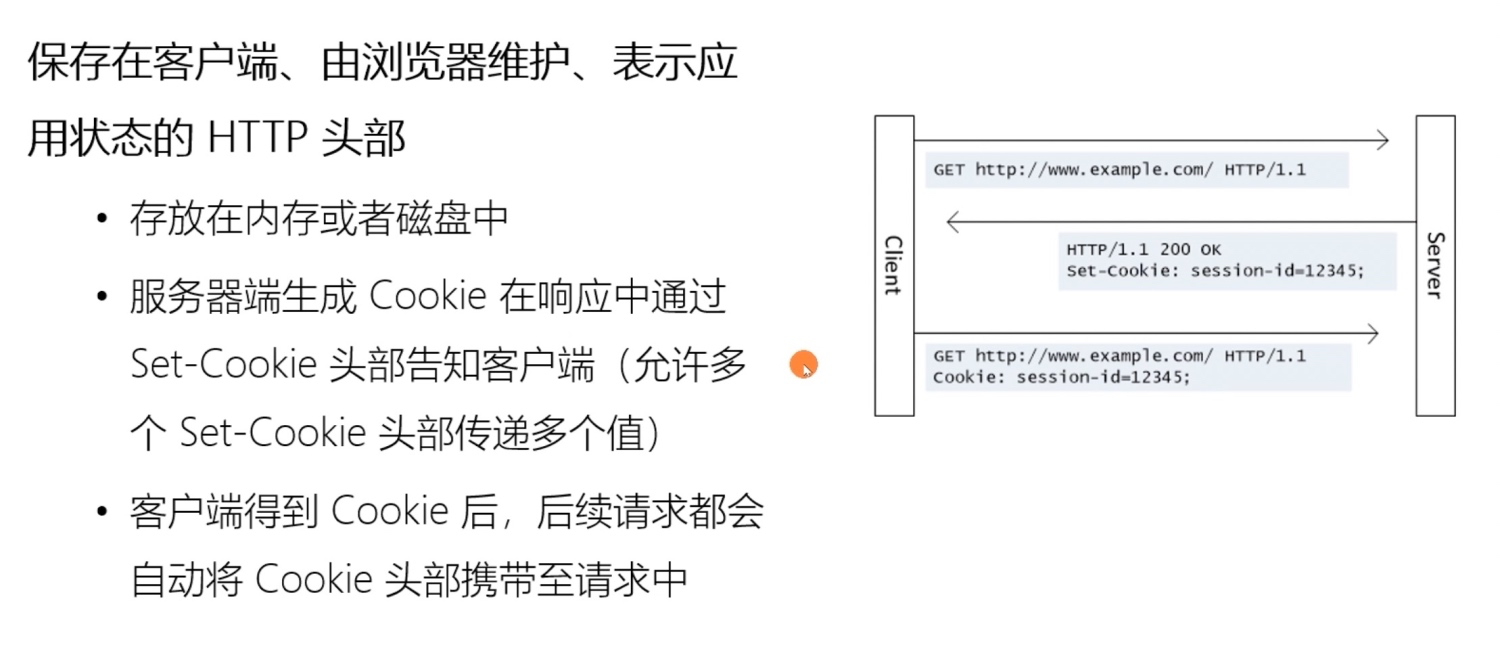 保存在客户端、由浏览器维护、表示应
用状态的 HTTP 头部
• 存放在内存或者磁盘中
• 服务器端生成 Cookie 在响应中通过
Set-Cookie 头部告知客户端（允许多
个 Set-Cookie 头部传递多个值）
• 客户端得到 Cookie 后，后续请求都会
自动将 Cookie 头部携带至请求中
Client
GET http://www.example.com/ HTTP/1.1
HTTP/1.1 200 OK
Set-Cookie: session-id=12345;
GET http://www.example.com/ HTTP/1.1
Cookie: session-id=12345;
Server